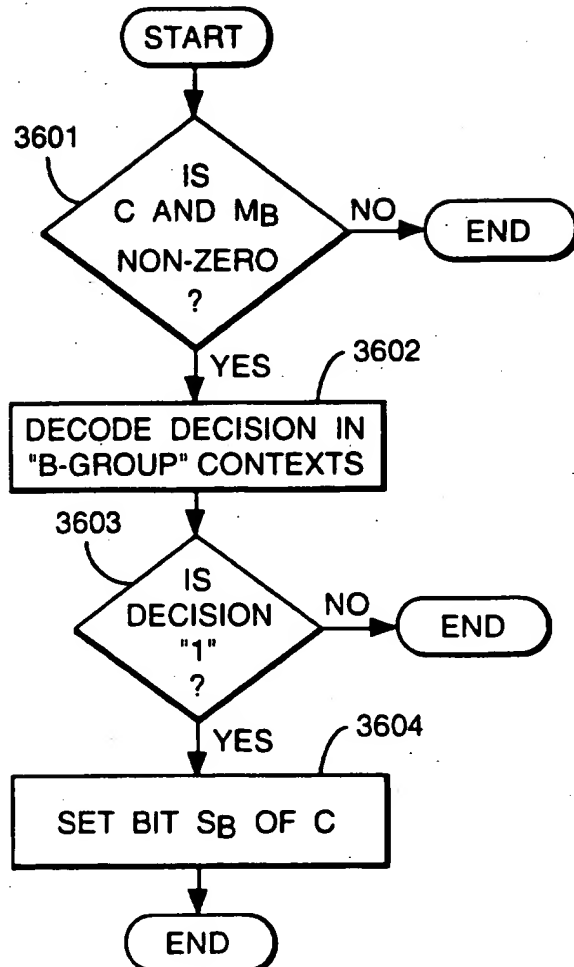 START
3601
IS
C AND MB
NON-ZERO
?
NO
END
YES
3602
DECODE DECISION IN
"B-GROUP" CONTEXTS
3603
IS
DECISION
"1"
?
NO
END
YES
3604
SET BIT SB OF C
END